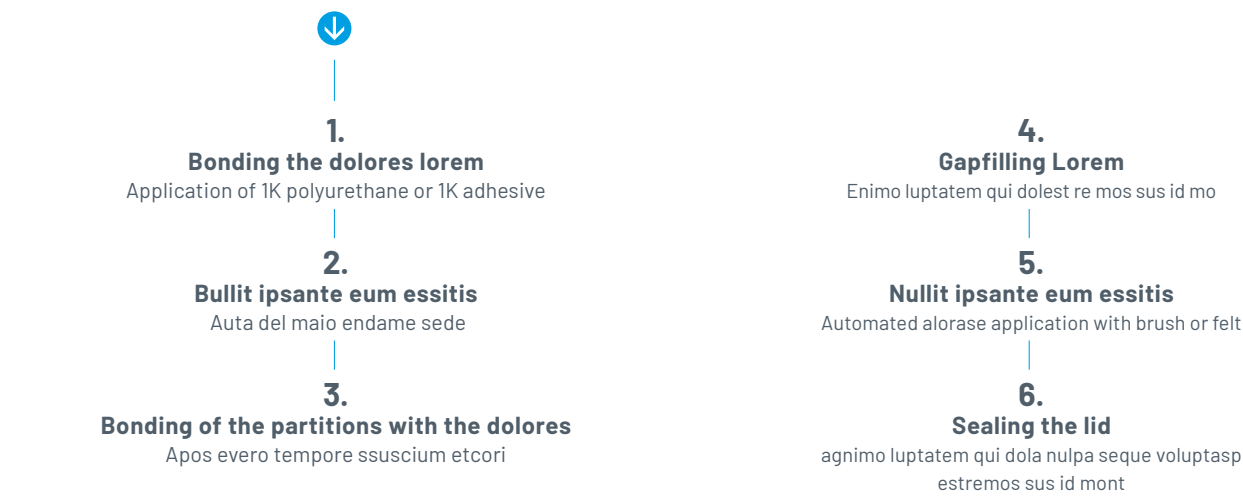 1.
Bonding the dolores lorem
Application of 1K polyurethane or 1K adhesive
2.
Bullit ipsante eum essitis
Auta del maio endame sede
3.
Bonding of the partitions with the dolores
Apos evero tempore ssuscium etcori
4.
Gapfilling Lorem
Enimo luptatem qui dolest re mos sus id mo
5.
Nullit ipsante eum essitis
Automated alorase application with brush or felt
6.
Sealing the lid
agnimo luptatem qui dola nulpa seque voluptasp
estremos sus id mont